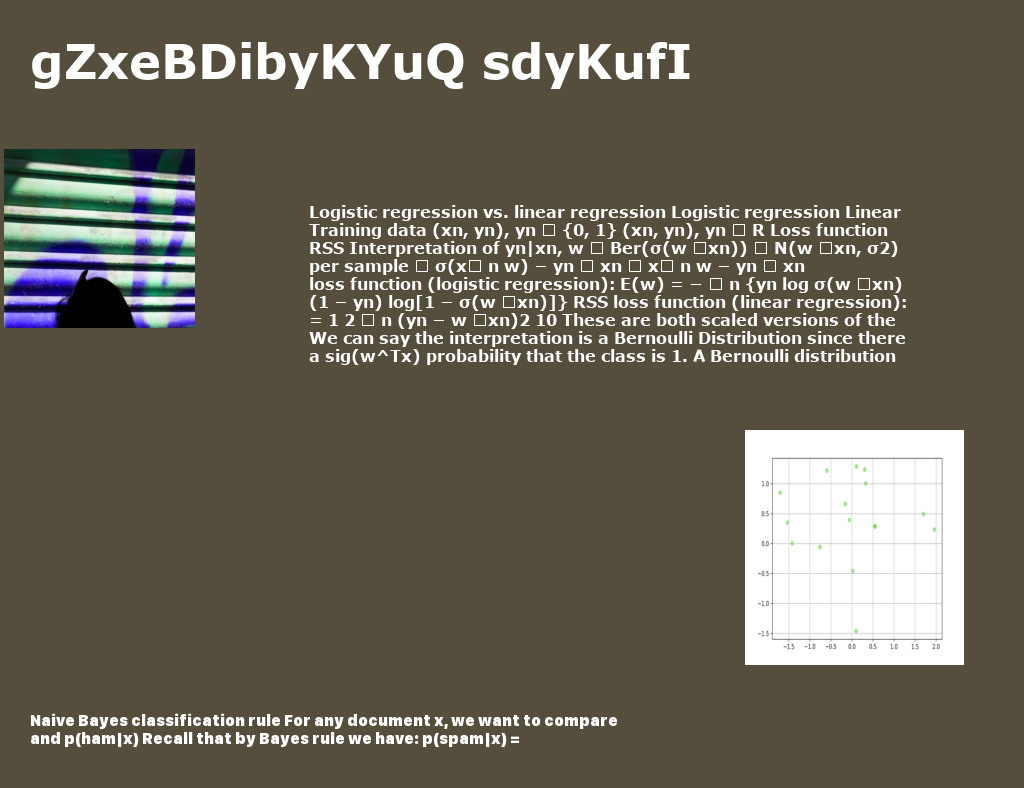 gZxeBDibyKYuQ sdyKufI
Logistic regression vs. linear regression Logistic regression Linear
Training data (xn, yn), yn □ {0, 1} (xn, yn), yn □ R Loss function
RSS Interpretation of yn|xn, w □ Ber(σ(w □xn)) □ N(w □xn, σ2)
per sample □ σ(x□ n w) − yn □ xn □ x□ n w − yn □ xn
loss function (logistic regression): E(w) = − □ n {yn log σ(w □xn)
(1 − yn) log[1 − σ(w □xn)]} RSS loss function (linear regression):
= 1 2 □ n (yn − w □xn)2 10 These are both scaled versions of the
We can say the interpretation is a Bernoulli Distribution since there
a sig(w^Tx) probability that the class is 1. A Bernoulli distribution
1.0
0.5
0.0
−0.5
−1.0
−1.5
−1.5 −1.0 −0.5 0.0 0.5 1.0 1.5 2.0
Naive Bayes classification rule For any document x, we want to compare
and p(ham|x) Recall that by Bayes rule we have: p(spam|x) =